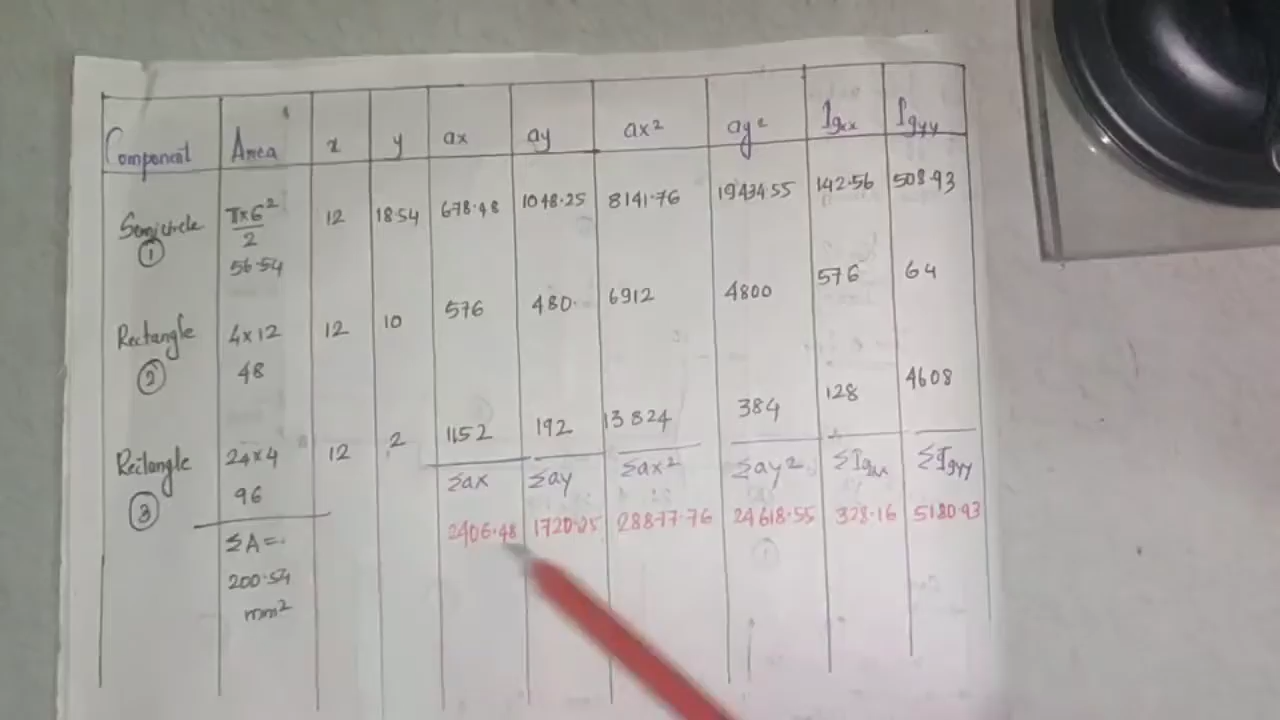 Component Area x y ax ay ax² ay² Igxx Igyy
Semicircle ① π×6²/2 56.54 12 18.54 678.48 1048.25 8141.76 19434.55 142.56 508.93
Rectangle ② 4×12 48 12 10 576 480. 6912 4800 576 64
Rectangle ③ 24×4 96 12 2 1152 192 13824 384 128 4608
ΣA=. 200.54 mm² Σax Σay Σax² Σay² ΣIgxx ΣIgyy
2406.48 1720.25 28877.76 24618.55 328.16 5180.93